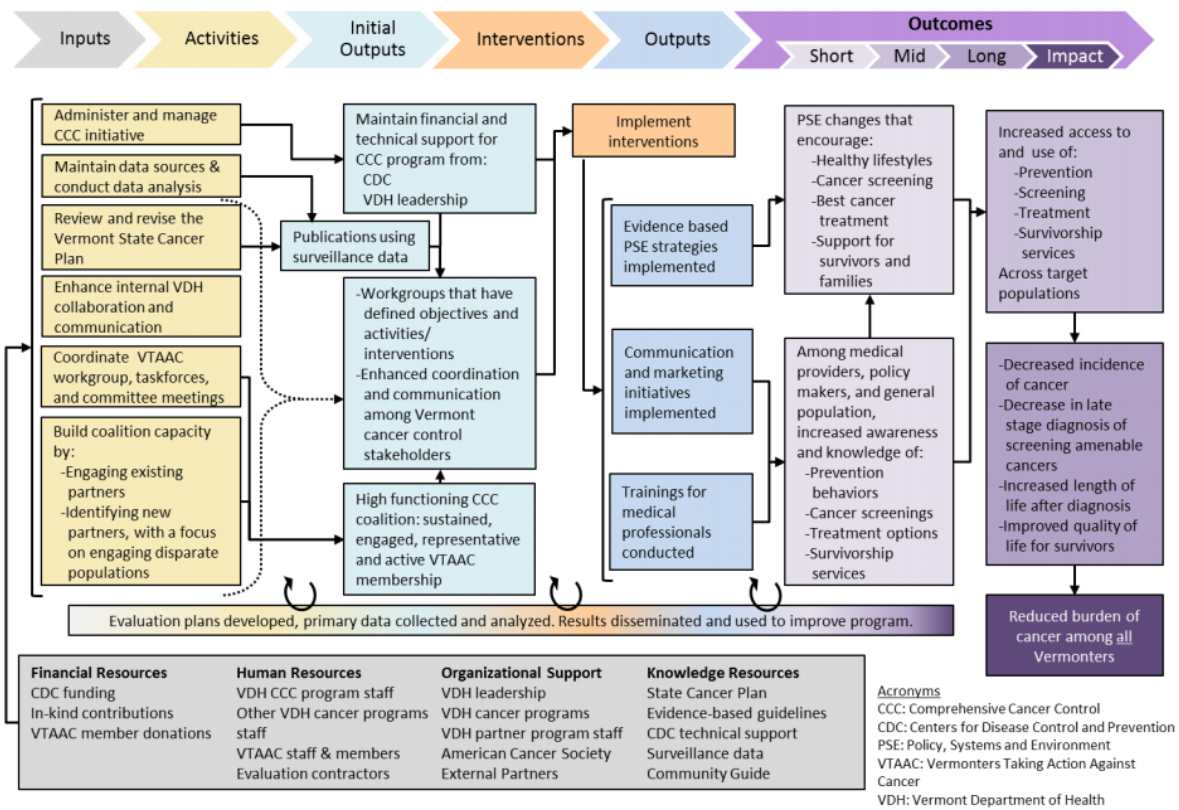 Inputs
Activities
Initial
Outputs
Interventions
Outputs
Outcomes
Short
Mid
Long
Impact
Administer and manage
CCC initiative
Maintain data sources &
conduct data analysis
Review and revise the
Vermont State Cancer
Plan
Enhance internal VDH
collaboration and
communication
Coordinate VTAAC
workgroup, taskforces,
and committee meetings
Build coalition capacity
by:
-Engaging existing
partners
-Identifying new
partners, with a focus
on engaging disparate
populations
Maintain financial and
technical support for
CCC program from:
CDC
VDH leadership
Publications using
surveillance data
-Workgroups that have
defined objectives and
activities/
interventions
-Enhanced coordination
and communication
among Vermont
cancer control
stakeholders
High functioning CCC
coalition: sustained,
engaged, representative
and active VTAAC
membership
Implement
interventions
Evidence based
PSE strategies
implemented
Communication
and marketing
initiatives
implemented
Trainings for
medical
professionals
conducted
PSE changes that
encourage:
-Healthy lifestyles
-Cancer screening
-Best cancer
treatment
-Support for
survivors and
families
Among medical
providers, policy
makers, and general
population,
increased awareness
and knowledge of:
-Prevention
behaviors
-Cancer screenings
-Treatment options
-Survivorship
services
Increased access to
and use of:
-Prevention
-Screening
-Treatment
-Survivorship
services
Across target
populations
-Decreased incidence
of cancer
-Decrease in late
stage diagnosis of
screening amenable
cancers
-Increased length of
life after diagnosis
-Improved quality of
life for survivors
Reduced burden of
cancer among all
Vermonters
Evaluation plans developed, primary data collected and analyzed. Results disseminated and used to improve program.
Financial Resources
CDC funding
In-kind contributions
VTAAC member donations
Human Resources
VDH CCC program staff
Other VDH cancer programs
staff
VTAAC staff & members
Evaluation contractors
Organizational Support
VDH leadership
VDH cancer programs
VDH partner program staff
American Cancer Society
External Partners
Knowledge Resources
State Cancer Plan
Evidence-based guidelines
CDC technical support
Surveillance data
Community Guide
Acronyms
CCC: Comprehensive Cancer Control
CDC: Centers for Disease Control and Prevention
PSE: Policy, Systems and Environment
VTAAC: Vermonters Taking Action Against
Cancer
VDH: Vermont Department of Health